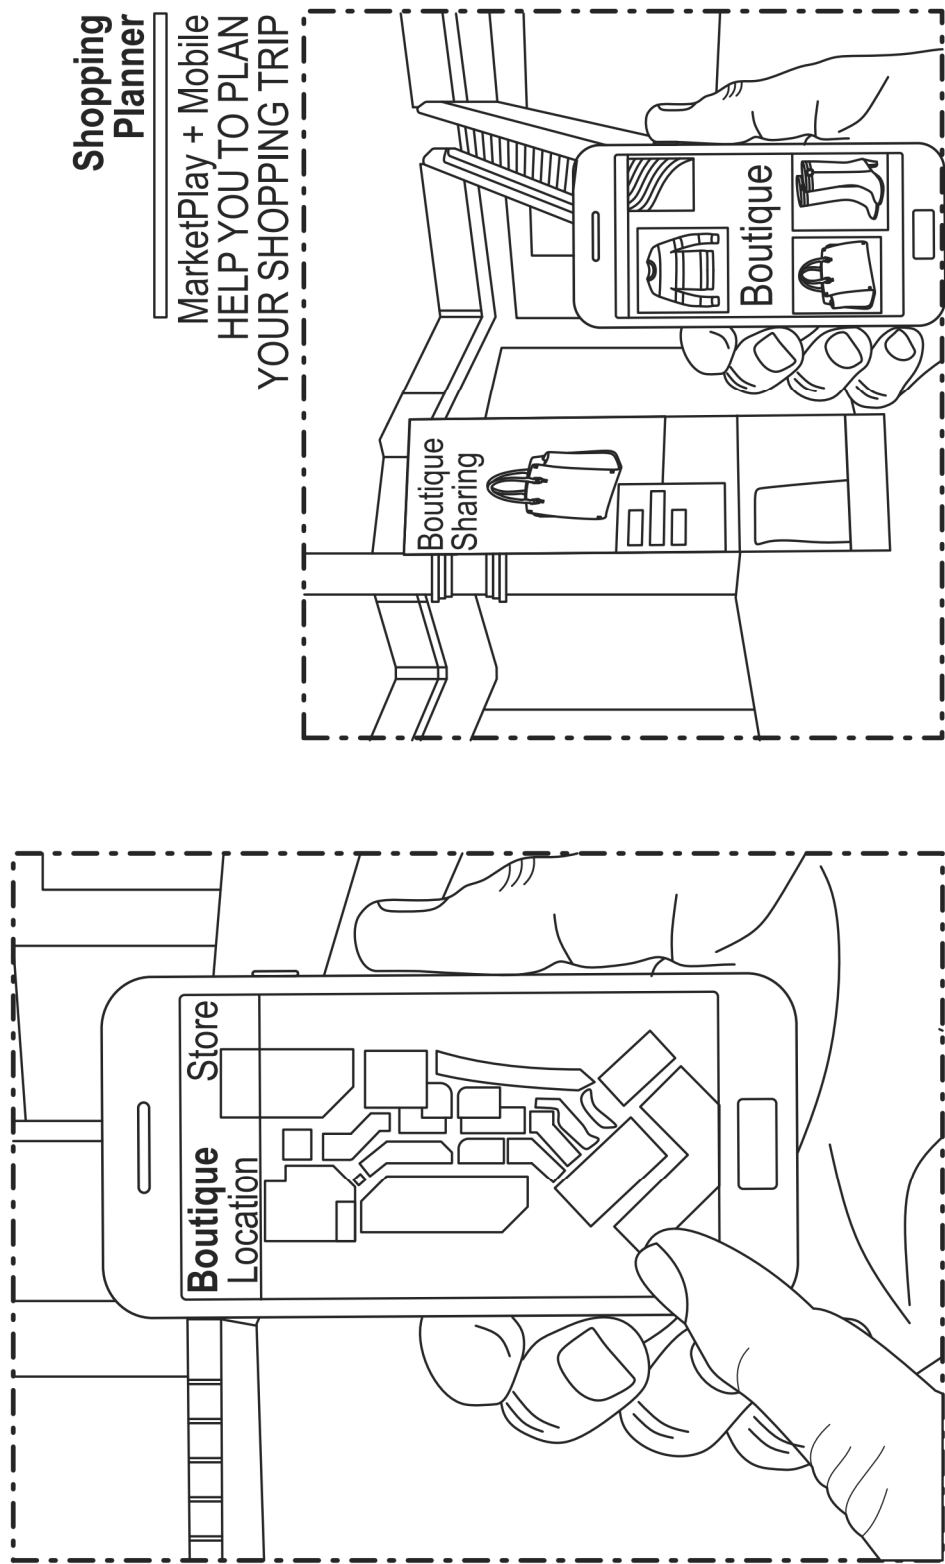 Shopping
Planner
MarketPlay + Mobile
HELP YOU TO PLAN
YOUR SHOPPING TRIP
Boutique
Sharing
Boutique
Boutique Store
Location